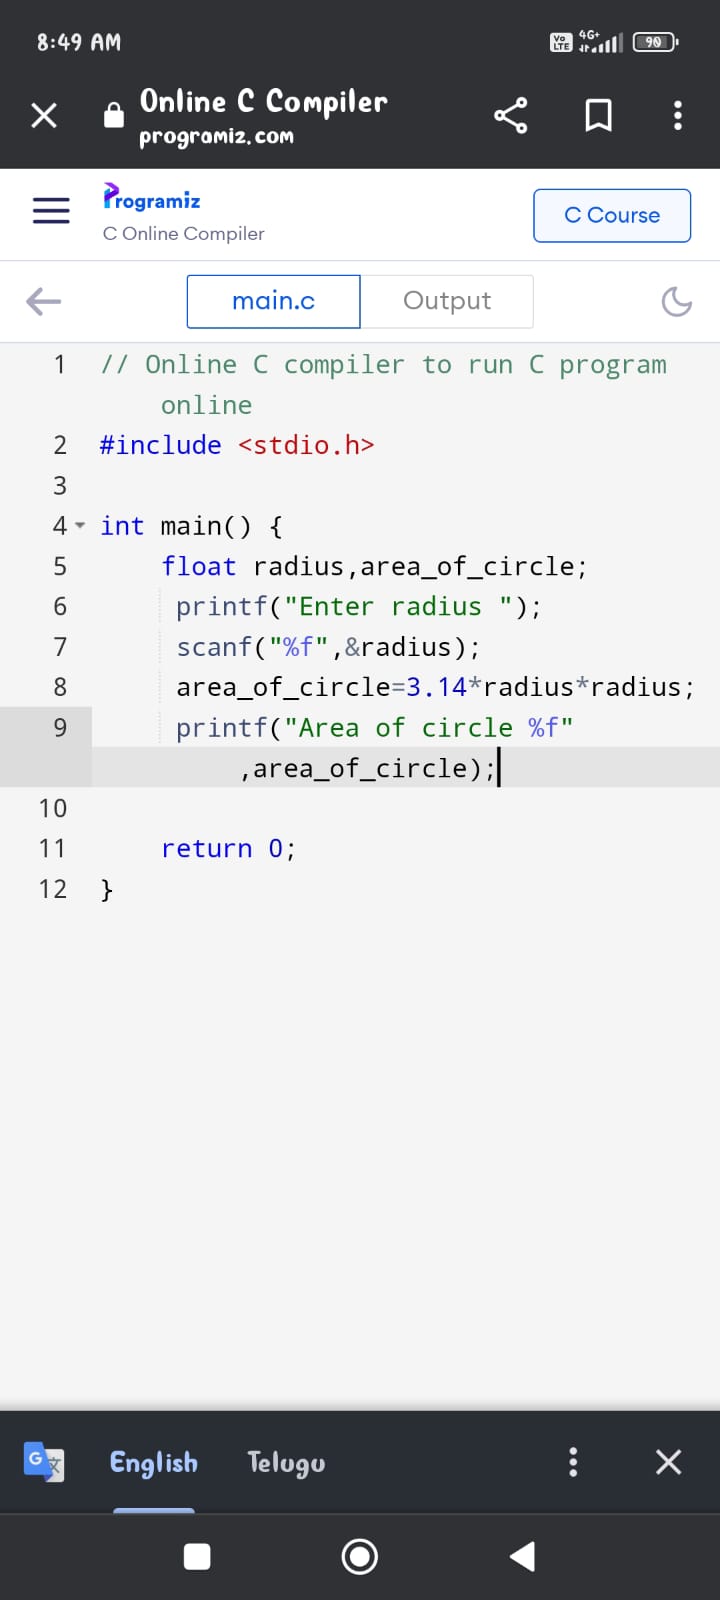 8:49 AM
Vo LTE 4G+ 90
Online C Compiler
programiz.com
Programiz
C Online Compiler
C Course
main.c
Output
1 // Online C compiler to run C program
online
2 #include <stdio.h>
3
4 int main() {
5 float radius,area_of_circle;
6 printf("Enter radius ");
7 scanf("%f",&radius);
8 area_of_circle=3.14*radius*radius;
9 printf("Area of circle %f"
,area_of_circle);
10
11 return 0;
12 }
G 文 English Telugu